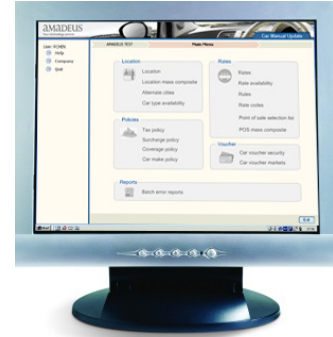 AMADEUS
Car Manual Update
User: FCHEN
AMADEUS TEST
Main Menu
Help
Company
Quit
Location
Location
Location mass composite
Alternate cities
Car type availability
Rates
Rates
Rate availability
Rules
Rate codes
Point of sale selection list
POS mass composite
Policies
Tax policy
Surcharge policy
Coverage policy
Car make policy
Voucher
Car voucher security
Car voucher markets
Reports
Batch error reports
Exit